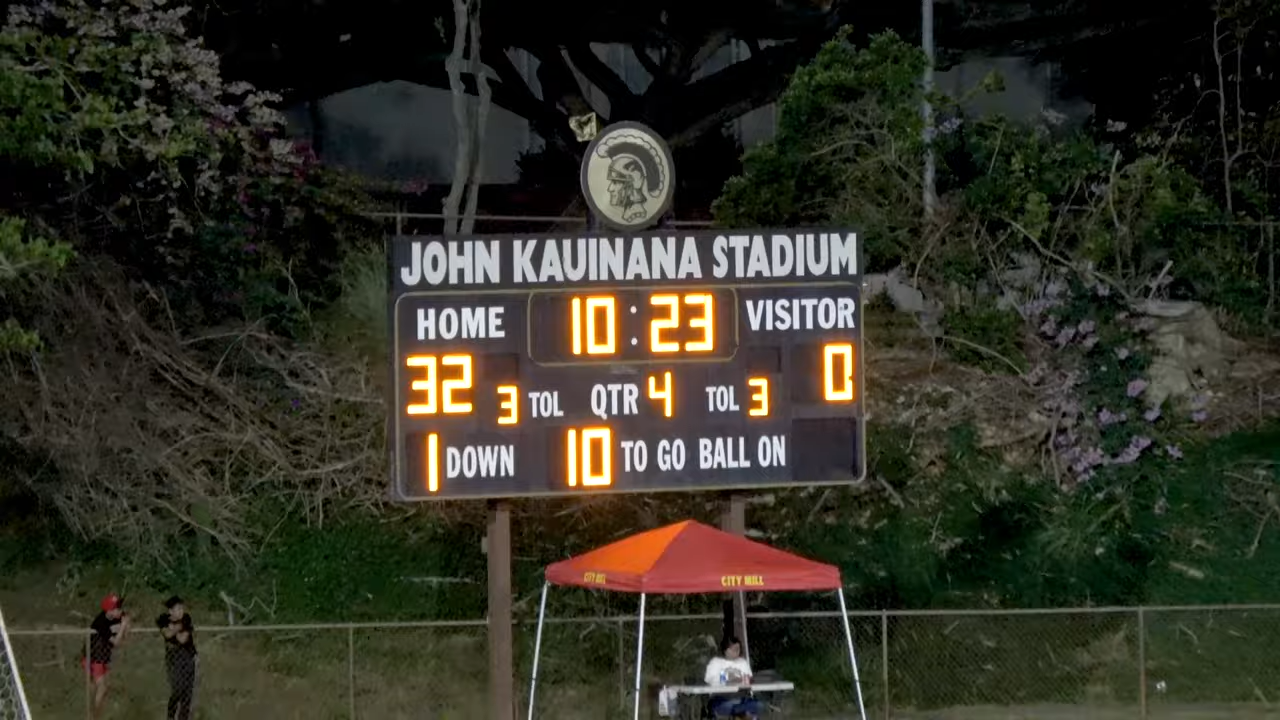 JOHN KAUINANA STADIUM
HOME 10:23 VISITOR
32 3 TOL QTR 4 TOL 3 0
1 DOWN 10 TO GO BALL ON
CITY MILL CITY MILL